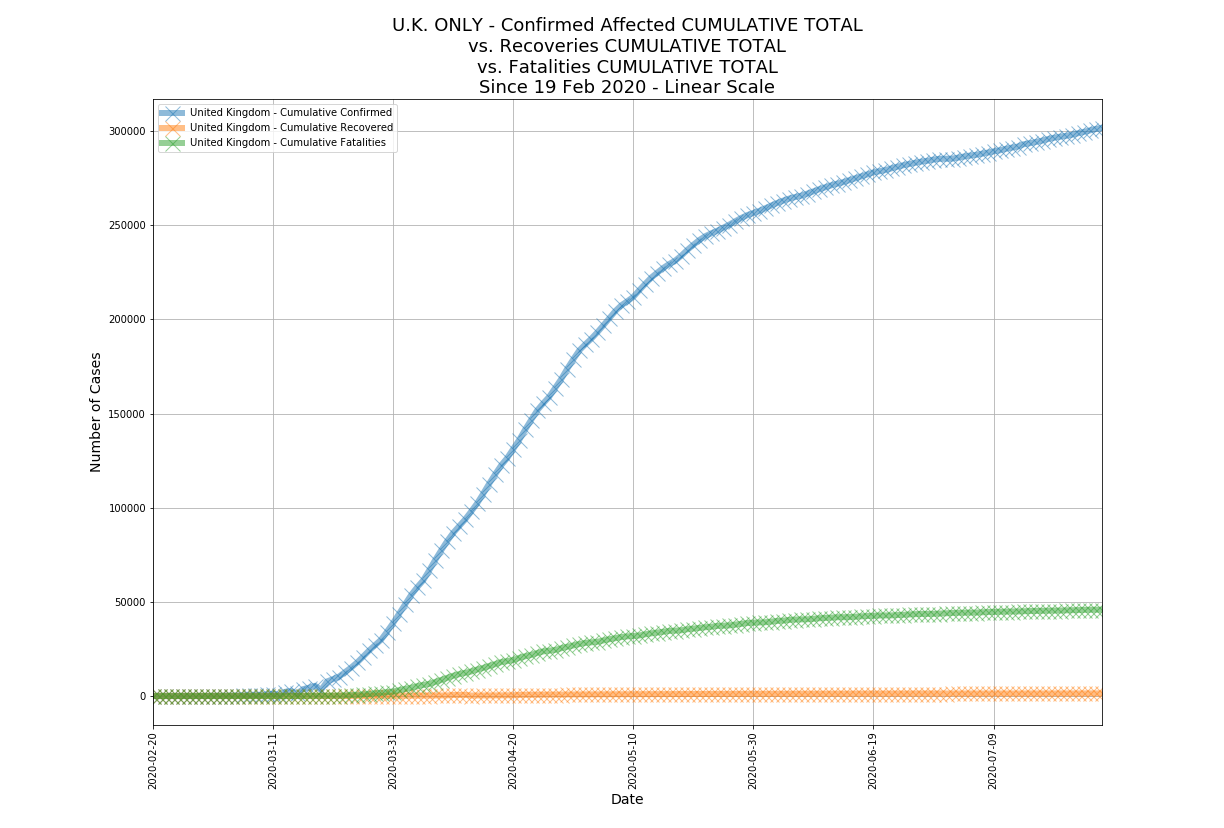 U.K. ONLY - Confirmed Affected CUMULATIVE TOTAL
vs. Recoveries CUMULATIVE TOTAL
vs. Fatalities CUMULATIVE TOTAL
Since 19 Feb 2020 - Linear Scale
United Kingdom - Cumulative Confirmed
United Kingdom - Cumulative Recovered
United Kingdom - Cumulative Fatalities
Number of Cases
300000
250000
200000
150000
100000
50000
0
2020-02-20
2020-03-11
2020-03-31
2020-04-20
2020-05-10
2020-05-30
2020-06-19
2020-07-09
Date